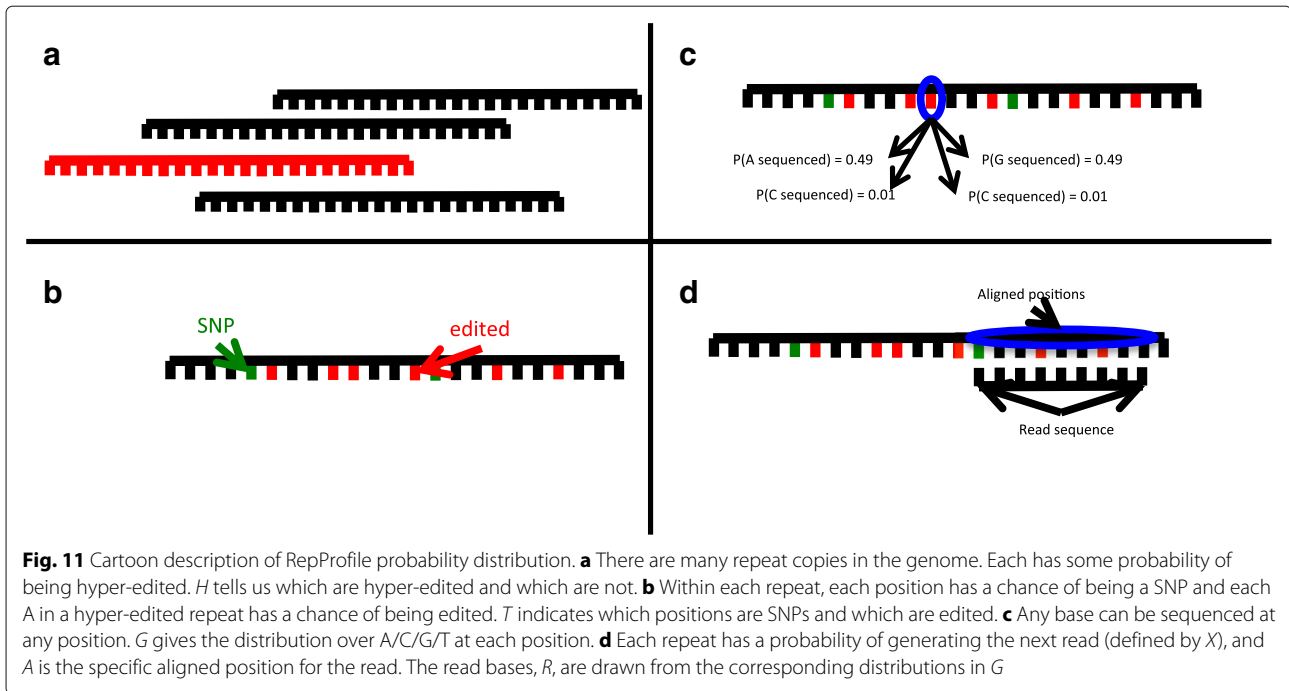 a
c
P(A sequenced) = 0.49
P(G sequenced) = 0.49
P(C sequenced) = 0.01
P(C sequenced) = 0.01
b
SNP
edited
d
Aligned positions
Read sequence
Fig. 11 Cartoon description of RepProfile probability distribution. a There are many repeat copies in the genome. Each has some probability of
being hyper-edited. H tells us which are hyper-edited and which are not. b Within each repeat, each position has a chance of being a SNP and each
A in a hyper-edited repeat has a chance of being edited. T indicates which positions are SNPs and which are edited. c Any base can be sequenced at
any position. G gives the distribution over A/C/G/T at each position. d Each repeat has a probability of generating the next read (defined by X), and
A is the specific aligned position for the read. The read bases, R, are drawn from the corresponding distributions in G